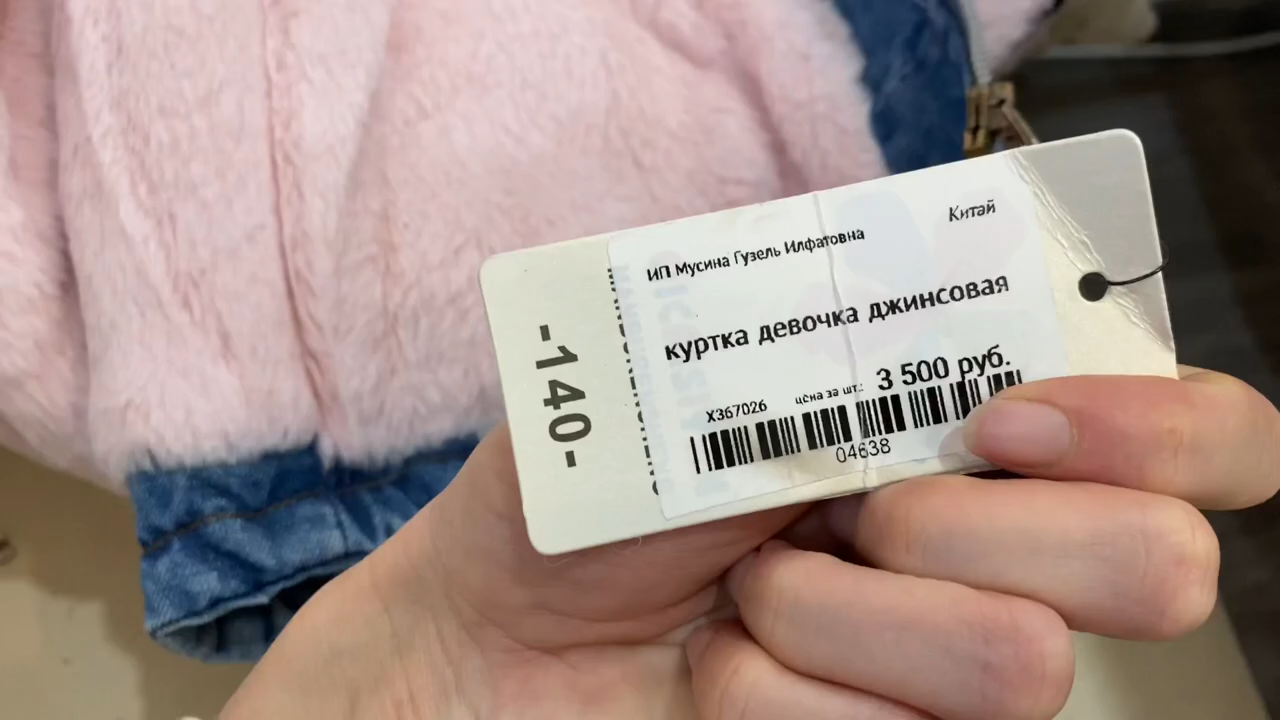 Китай
ИП Мусина Гузель Илфатовна
куртка девочка джинсовая
X367026 цена за шт.: 3 500 руб.
04638
-140-